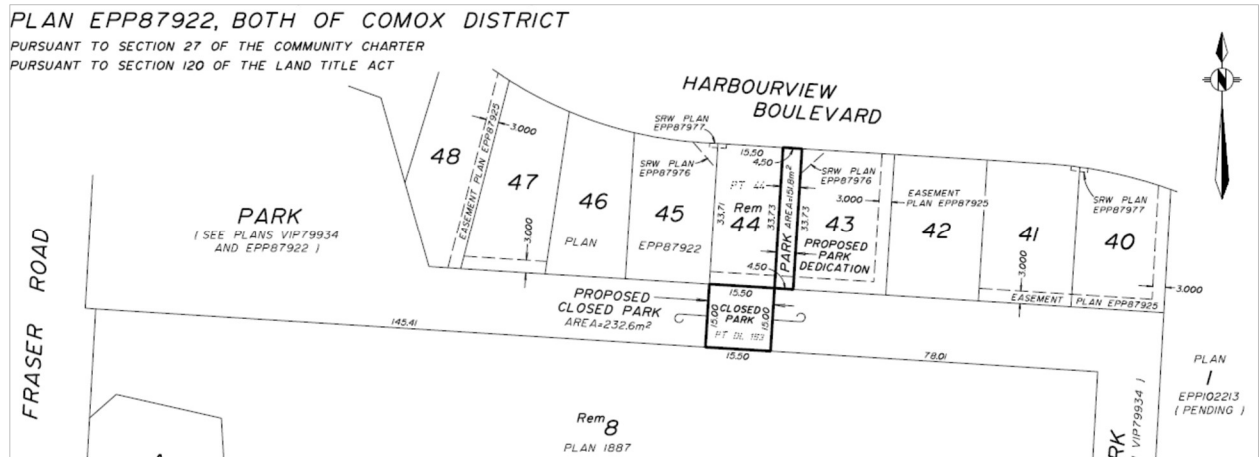 PLAN EPP87922, BOTH OF COMOX DISTRICT
PURSUANT TO SECTION 27 OF THE COMMUNITY CHARTER
PURSUANT TO SECTION 120 OF THE LAND TITLE ACT
HARBOURVIEW
BOULEVARD
N
SRW PLAN
EPP87977
15.50
4.50
48
EASEMENT PLAN EPP87925
3.000
47
3.000
46
PLAN
SRW PLAN
EPP87976
45
EPP87922
33.71
PT 44
Rem
44
33.73
PARK AREA=151.8m²
33.73
SRW PLAN
EPP87976
3.000
43
PROPOSED
PARK
DEDICATION
EASEMENT
PLAN EPP87925
42
41
3.000
SRW PLAN
EPP87977
40
3.000
EASEMENT PLAN EPP87925
PARK
( SEE PLANS VIP79934
AND EPP87922 )
FRASER ROAD
4.50
PROPOSED
CLOSED PARK
AREA=232.6m²
15.50
15.00
CLOSED
PARK
PT DL 183
15.00
15.50
145.41
78.01
PLAN
1
EPP102213
( PENDING )
VIP79934 )
Rem 8
PLAN 1887